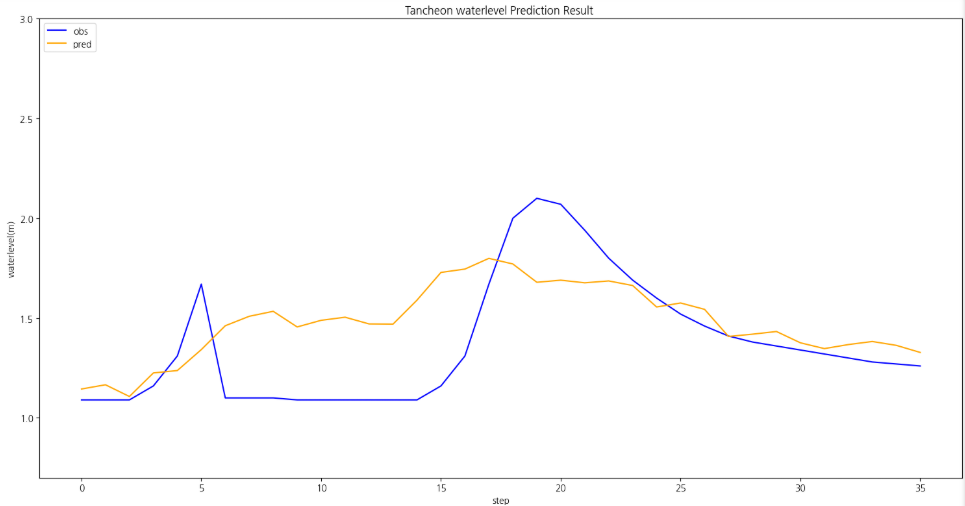 Tancheon waterlevel Prediction Result
obs
pred
3.0
2.5
2.0
1.5
1.0
waterlevel(m)
0 5 10 15 20 25 30 35
step